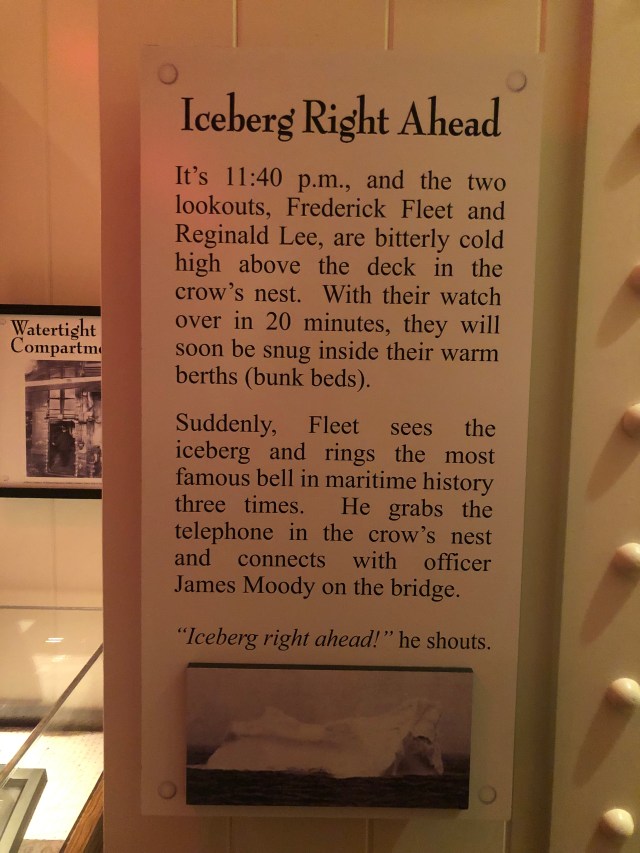 Iceberg Right Ahead
It's 11:40 p.m., and the two
lookouts, Frederick Fleet and
Reginald Lee, are bitterly cold
high above the deck in the
crow's nest. With their watch
over in 20 minutes, they will
soon be snug inside their warm
berths (bunk beds).
Suddenly, Fleet sees the
iceberg and rings the most
famous bell in maritime history
three times. He grabs the
telephone in the crow's nest
and connects with officer
James Moody on the bridge.
"Iceberg right ahead!" he shouts.
Watertight
Compartme